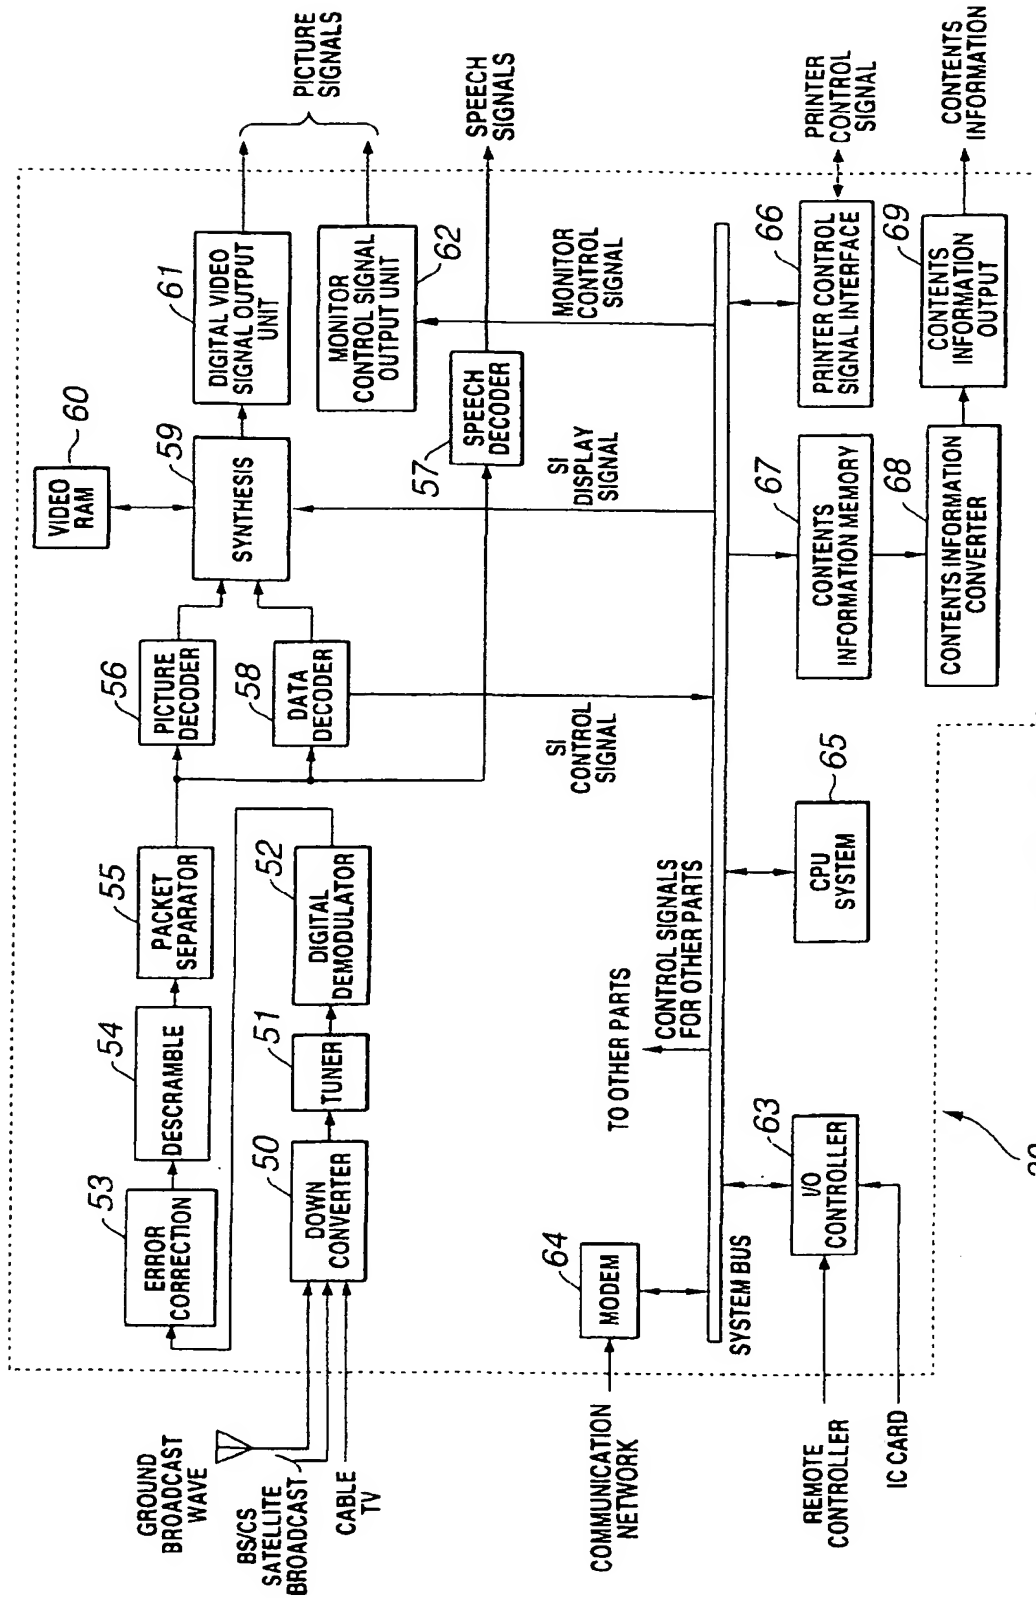 GROUND
BROADCAST
WAVE
BS/CS
SATELLITE
BROADCAST
CABLE
TV
53
ERROR
CORRECTION
54
DESCRAMBLE
55
PACKET
SEPARATOR
50
DOWN
CONVERTER
51
TUNER
52
DIGITAL
DEMODULATOR
56
PICTURE
DECODER
58
DATA
DECODER
60
VIDEO
RAM
59
SYNTHESIS
61
DIGITAL VIDEO
SIGNAL OUTPUT
UNIT
MONITOR
CONTROL SIGNAL
OUTPUT UNIT
62
PICTURE
SIGNALS
57
SPEECH
DECODER
SPEECH
SIGNALS
SI
CONTROL
SIGNAL
SI
DISPLAY
SIGNAL
MONITOR
CONTROL
SIGNAL
COMMUNICATION
NETWORK
64
MODEM
TO OTHER PARTS
CONTROL SIGNALS
FOR OTHER PARTS
SYSTEM BUS
REMOTE
CONTROLLER
IC CARD
63
I/O
CONTROLLER
65
CPU
SYSTEM
67
CONTENTS
INFORMATION MEMORY
66
PRINTER CONTROL
SIGNAL INTERFACE
PRINTER
CONTROL
SIGNAL
68
CONTENTS INFORMATION
CONVERTER
69
CONTENTS
INFORMATION
OUTPUT
CONTENTS
INFORMATION